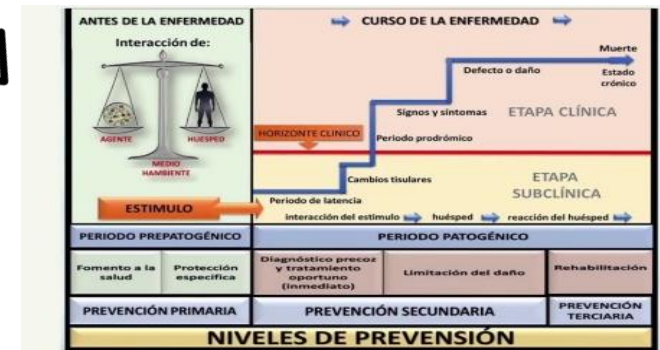 ANTES DE LA ENFERMEDAD
CURSO DE LA ENFERMEDAD
Interacción de:
AGENTE
HUESPED
MEDIO
HAMBIENTE
ESTIMULO
Muerte
Estado
crónico
Defecto o daño
Signos y síntomas
ETAPA CLÍNICA
HORIZONTE CLINICO
Periodo prodrómico
Cambios tisulares
ETAPA
SUBCLÍNICA
Periodo de latencia
interacción del estimulo
huésped
reacción del huésped
PERIODO PREPATOGÉNICO
PERIODO PATOGÉNICO
Fomento a la
salud
Protección
especifica
Diagnóstico precoz
y tratamiento
oportuno
(inmediato)
Limitación del daño
Rehabilitación
PREVENCIÓN PRIMARIA
PREVENCIÓN SECUNDARIA
PREVENCIÓN
TERCIARIA
NIVELES DE PREVENSIÓN